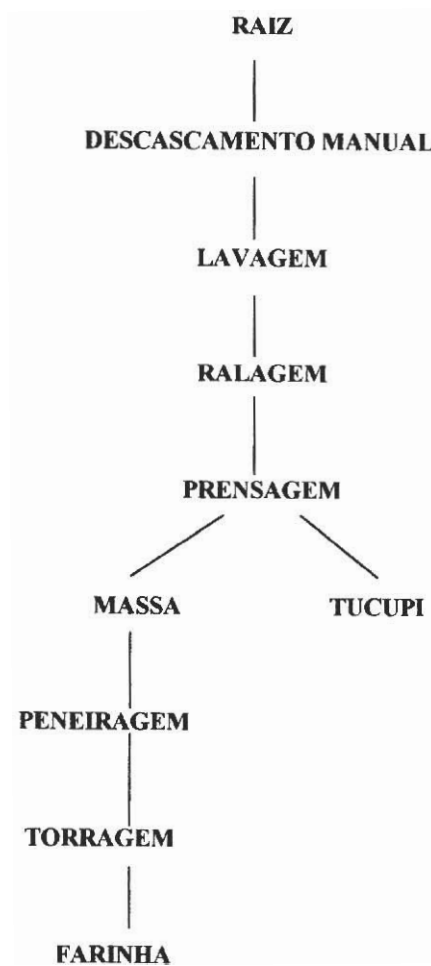 RAIZ
DESCASCAMENTO MANUAL
LAVAGEM
RALAGEM
PRENSAGEM
MASSA TUCUPI
PENEIRAGEM
TORRAGEM
FARINHA